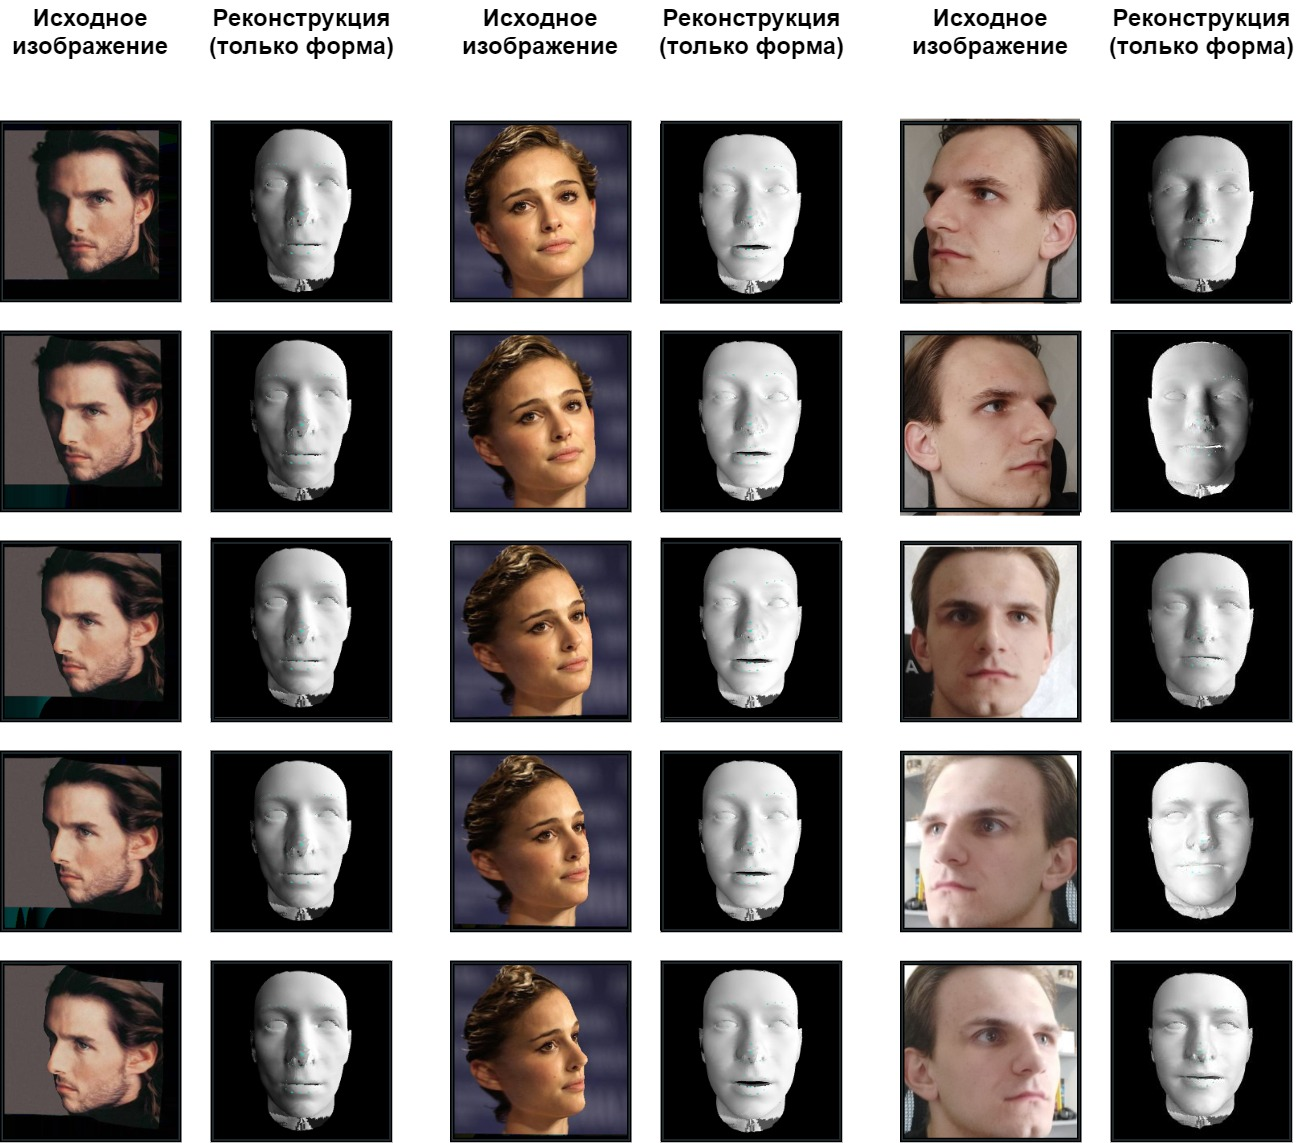 Исходное
изображение
Реконструкция
(только форма)
Исходное
изображение
Реконструкция
(только форма)
Исходное
изображение
Реконструкция
(только форма)
A